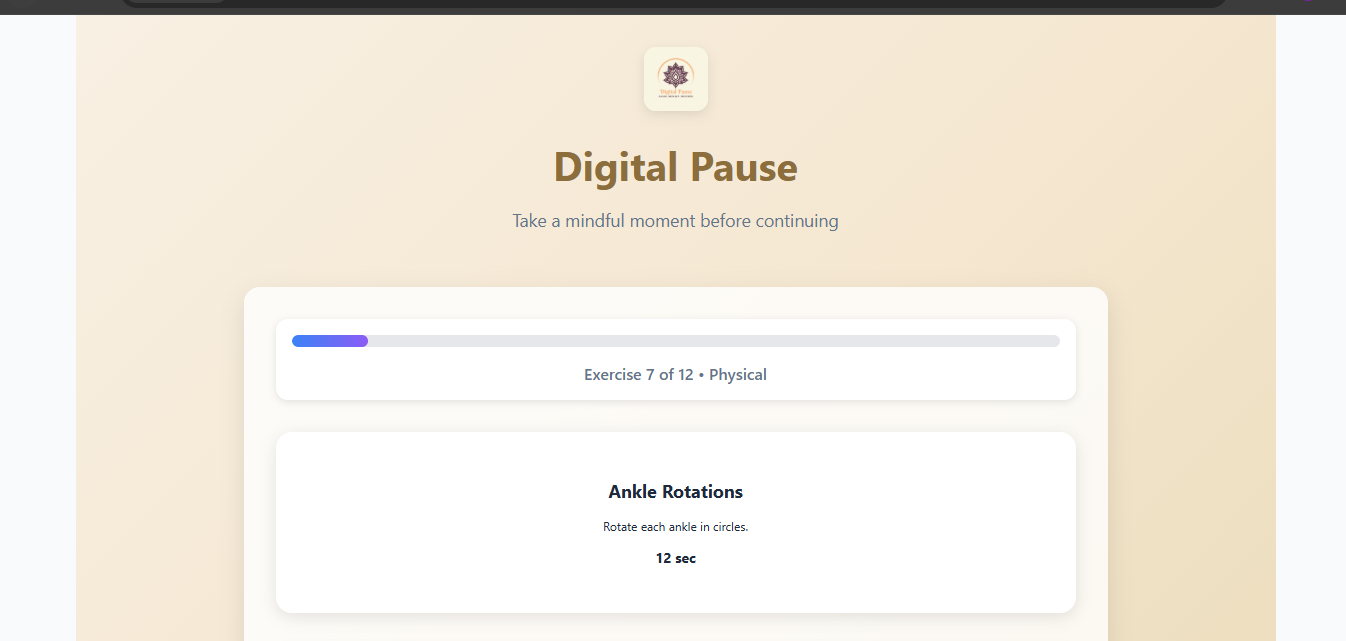 Digital Pause
Digital Pause
Take a mindful moment before continuing
Exercise 7 of 12 • Physical
Ankle Rotations
Rotate each ankle in circles.
12 sec